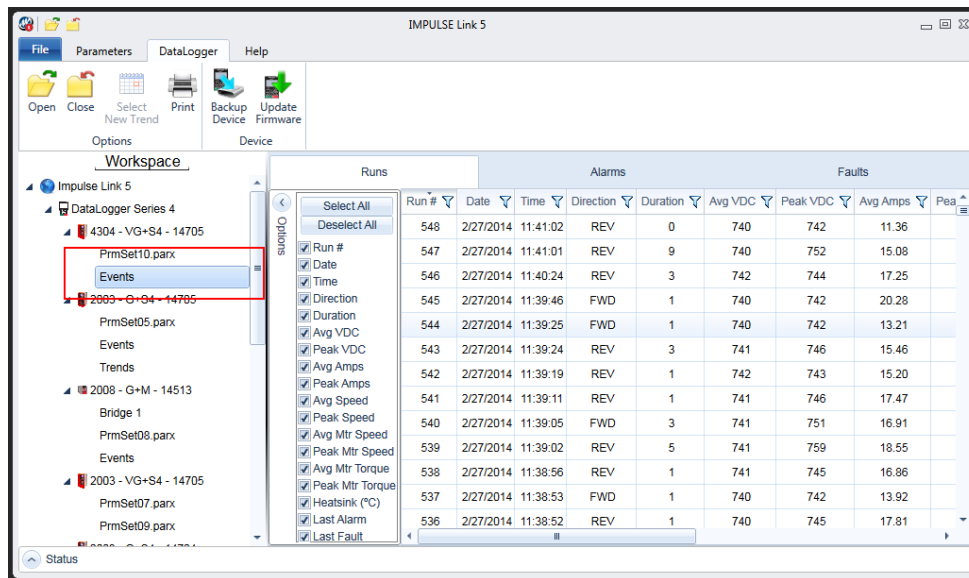 IMPULSE Link 5
File Parameters DataLogger Help
Open Close Select New Trend Print Backup Device Update Firmware
Options Device
Workspace
Impulse Link 5
DataLogger Series 4
4304 - VG+S4 - 14705
PrmSet10.parx
Events
2003 - G+S4 - 14705
PrmSet05.parx
Events
Trends
2008 - G+M - 14513
Bridge 1
PrmSet08.parx
Events
2003 - VG+S4 - 14705
PrmSet07.parx
PrmSet09.parx
Runs Alarms Faults
Options
Select All
Deselect All
Run #
Date
Time
Direction
Duration
Avg VDC
Peak VDC
Avg Amps
Peak Amps
Avg Speed
Peak Speed
Avg Mtr Speed
Peak Mtr Speed
Avg Mtr Torque
Peak Mtr Torque
Heatsink (ºC)
Last Alarm
Last Fault
Run # Date Time Direction Duration Avg VDC Peak VDC Avg Amps Pea
548 2/27/2014 11:41:02 REV 0 740 742 11.36
547 2/27/2014 11:41:01 REV 9 740 752 15.08
546 2/27/2014 11:40:24 REV 3 742 744 17.25
545 2/27/2014 11:39:46 FWD 1 740 742 20.28
544 2/27/2014 11:39:25 FWD 1 740 742 13.21
543 2/27/2014 11:39:24 REV 3 741 746 15.46
542 2/27/2014 11:39:19 REV 1 742 743 15.20
541 2/27/2014 11:39:11 REV 1 741 746 17.47
540 2/27/2014 11:39:05 FWD 3 741 751 16.91
539 2/27/2014 11:39:02 REV 5 741 759 18.55
538 2/27/2014 11:38:56 REV 1 741 745 16.86
537 2/27/2014 11:38:53 FWD 1 740 742 13.92
536 2/27/2014 11:38:52 REV 1 740 745 17.81
Status